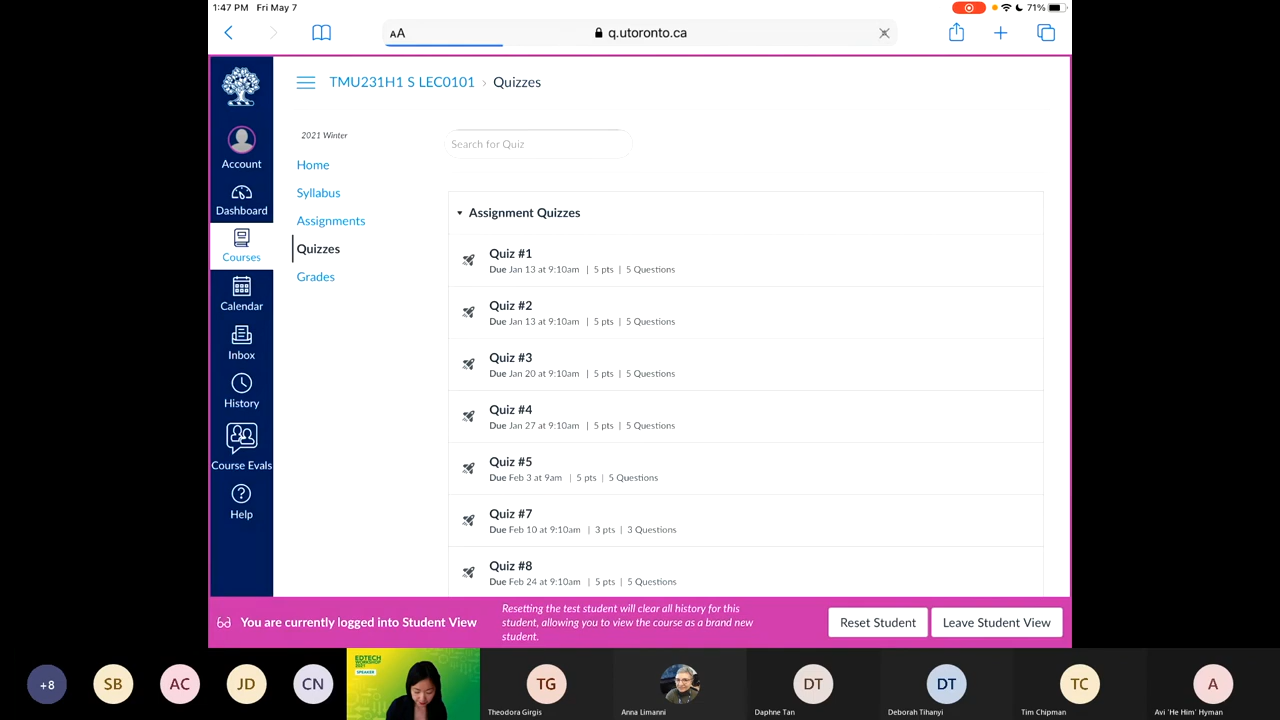 1:47 PM Fri May 7
71%
AA
q.utoronto.ca
TMU231H1 S LEC0101 › Quizzes
2021 Winter
Search for Quiz
Account
Dashboard
Courses
Calendar
Inbox
History
Course Evals
Help
Home
Syllabus
Assignments
Quizzes
Grades
Assignment Quizzes
Quiz #1
Due Jan 13 at 9:10am | 5 pts | 5 Questions
Quiz #2
Due Jan 13 at 9:10am | 5 pts | 5 Questions
Quiz #3
Due Jan 20 at 9:10am | 5 pts | 5 Questions
Quiz #4
Due Jan 27 at 9:10am | 5 pts | 5 Questions
Quiz #5
Due Feb 3 at 9am | 5 pts | 5 Questions
Quiz #7
Due Feb 10 at 9:10am | 3 pts | 3 Questions
Quiz #8
Due Feb 24 at 9:10am | 5 pts | 5 Questions
You are currently logged into Student View
Resetting the test student will clear all history for this
student, allowing you to view the course as a brand new
student.
Reset Student
Leave Student View
+8
SB
AC
JD
CN
EDTECH
WORKSHOP
2021
SPEAKER
TG
Theodora Girgis
Anna Limanni
DT
Daphne Tan
DT
Deborah Tihanyi
TC
Tim Chipman
A
Avi 'He Him' Hyman